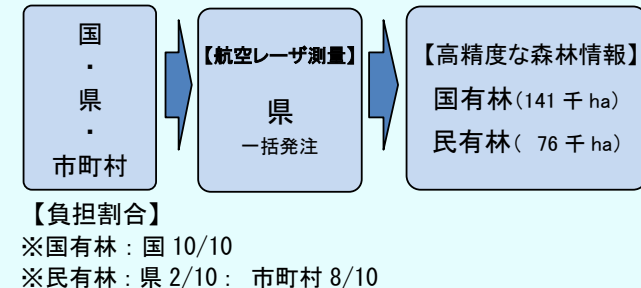 国
・
県
・
市町村
【航空レーザ測量】
県
一括発注
【高精度な森林情報】
国有林(141 千 ha)
民有林( 76 千 ha)
【負担割合】
※国有林:国 10/10
※民有林:県 2/10: 市町村 8/10